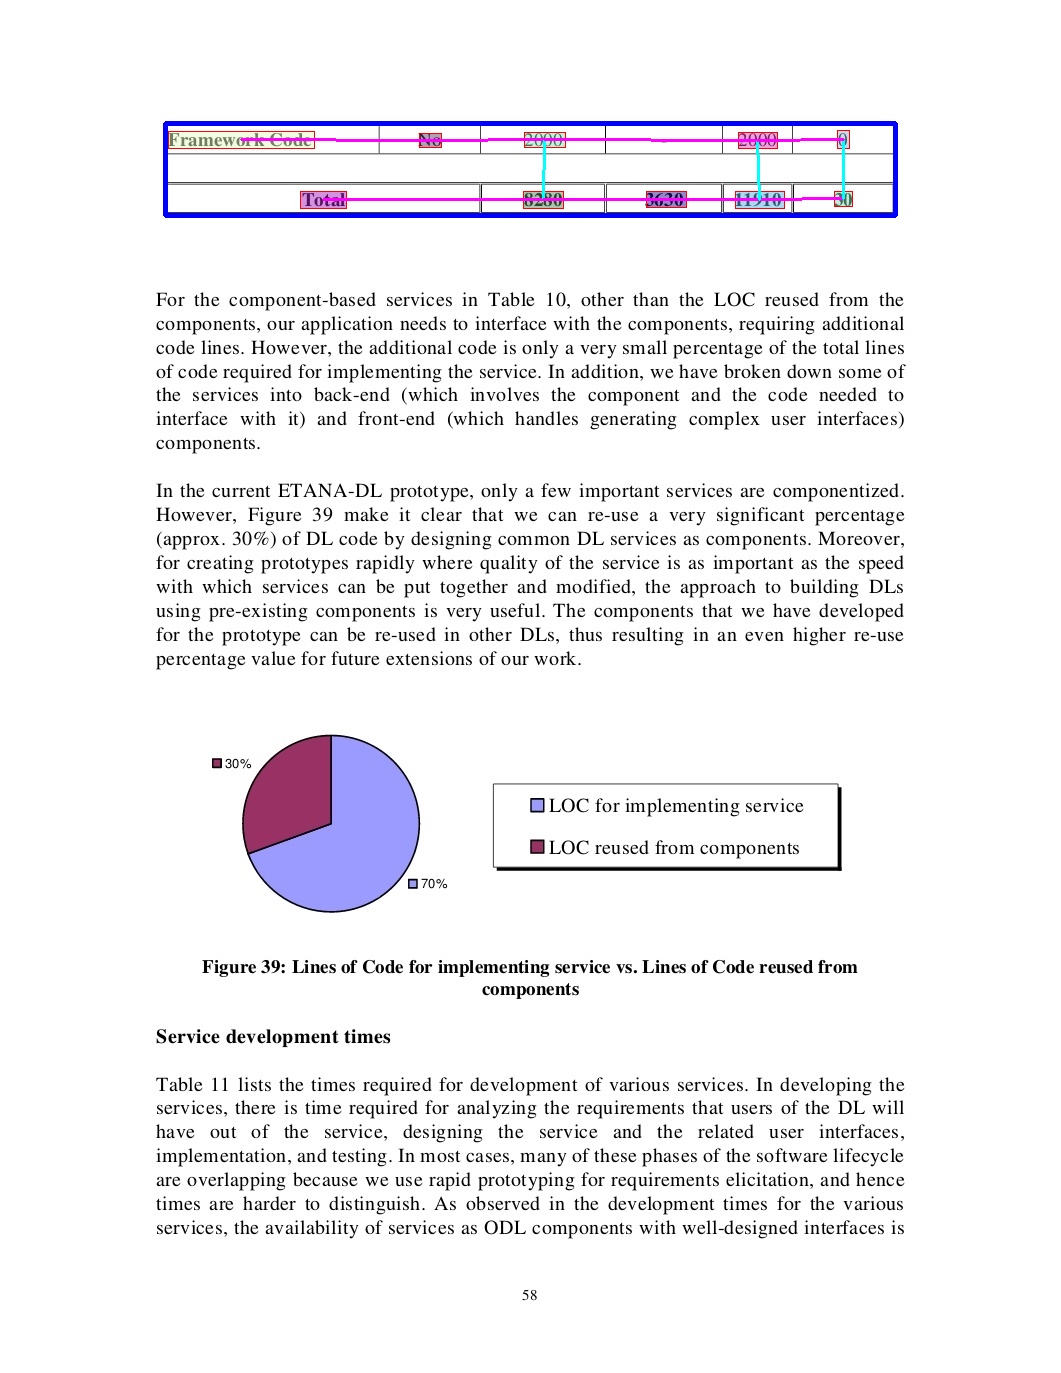 Framework Code No 2000 2000 0
Total 8280 3630 11910 30
For the component-based services in Table 10, other than the LOC reused from the
components, our application needs to interface with the components, requiring additional
code lines. However, the additional code is only a very small percentage of the total lines
of code required for implementing the service. In addition, we have broken down some of
the services into back-end (which involves the component and the code needed to
interface with it) and front-end (which handles generating complex user interfaces)
components.
In the current ETANA-DL prototype, only a few important services are componentized.
However, Figure 39 make it clear that we can re-use a very significant percentage
(approx. 30%) of DL code by designing common DL services as components. Moreover,
for creating prototypes rapidly where quality of the service is as important as the speed
with which services can be put together and modified, the approach to building DLs
using pre-existing components is very useful. The components that we have developed
for the prototype can be re-used in other DLs, thus resulting in an even higher re-use
percentage value for future extensions of our work.
30%
LOC for implementing service
LOC reused from components
70%
Figure 39: Lines of Code for implementing service vs. Lines of Code reused from
components
Service development times
Table 11 lists the times required for development of various services. In developing the
services, there is time required for analyzing the requirements that users of the DL will
have out of the service, designing the service and the related user interfaces,
implementation, and testing. In most cases, many of these phases of the software lifecycle
are overlapping because we use rapid prototyping for requirements elicitation, and hence
times are harder to distinguish. As observed in the development times for the various
services, the availability of services as ODL components with well-designed interfaces is
58